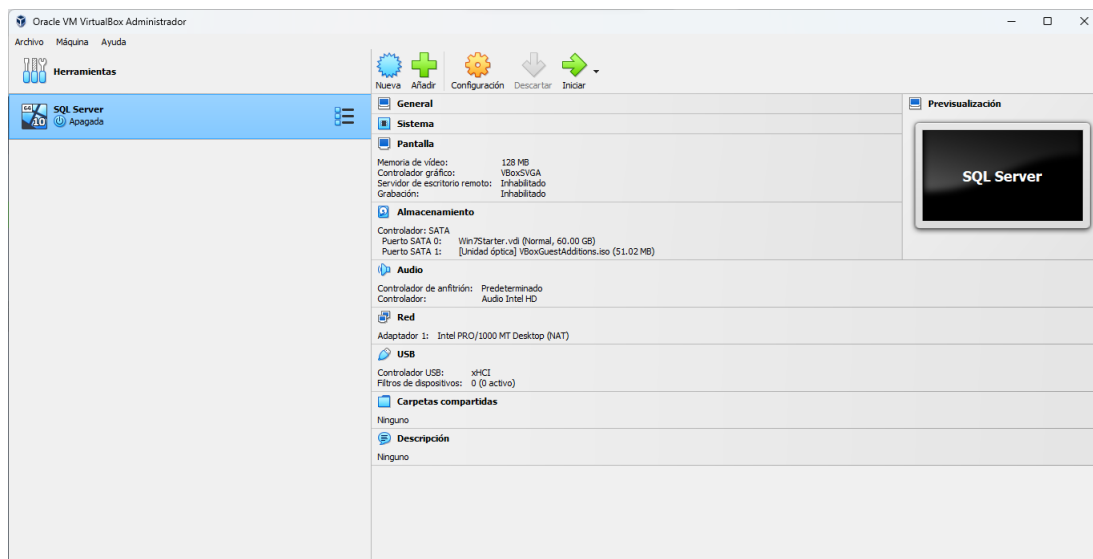 Oracle VM VirtualBox Administrador
Archivo Máquina Ayuda
Herramientas
Nueva Añadir Configuración Descartar Iniciar
64
10
SQL Server
Apagada
General
Sistema
Pantalla
Memoria de vídeo: 128 MB
Controlador gráfico: VBoxSVGA
Servidor de escritorio remoto: Inhabilitado
Grabación: Inhabilitado
Almacenamiento
Controlador: SATA
Puerto SATA 0: Win7Starter.vdi (Normal, 60.00 GB)
Puerto SATA 1: [Unidad óptica] VBoxGuestAdditions.iso (51.02 MB)
Audio
Controlador de anfitrión: Predeterminado
Controlador: Audio Intel HD
Red
Adaptador 1: Intel PRO/1000 MT Desktop (NAT)
USB
Controlador USB: xHCI
Filtros de dispositivos: 0 (0 activo)
Carpetas compartidas
Ninguno
Descripción
Ninguno
Previsualización
SQL Server